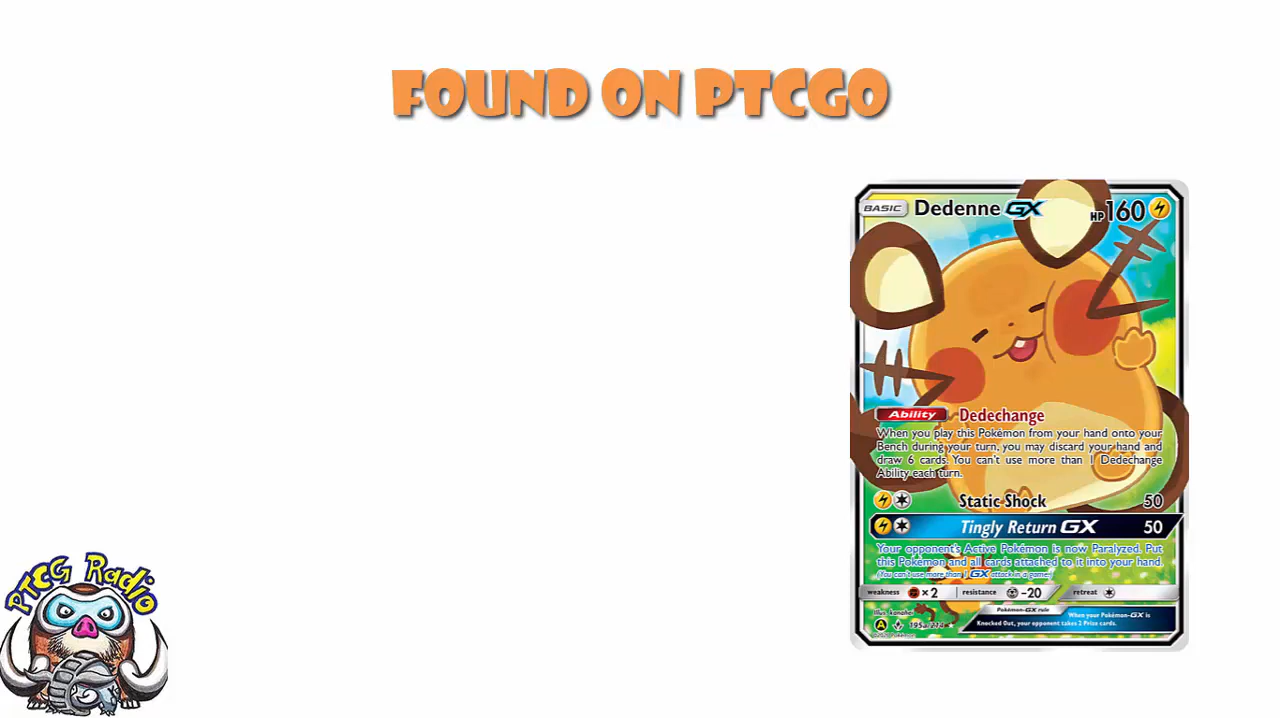 FOUND ON PTCGO
BASIC Dedenne GX HP 160
Ability Dedechange
When you play this Pokémon from your hand onto your
Bench during your turn, you may discard your hand and
draw 6 cards. You can't use more than 1 Dedechange
Ability each turn.
Static Shock 50
Tingly Return GX 50
Your opponent's Active Pokémon is now Paralyzed. Put
this Pokémon and all cards attached to it into your hand.
(You can't use more than 1 GX attack in a game.)
weakness × 2 resistance -20 retreat
Illus. kanahei
Pokémon-GX rule
When your Pokémon-GX is
Knocked Out, your opponent takes 2 Prize cards.
A 195a/214
PTCG Radio